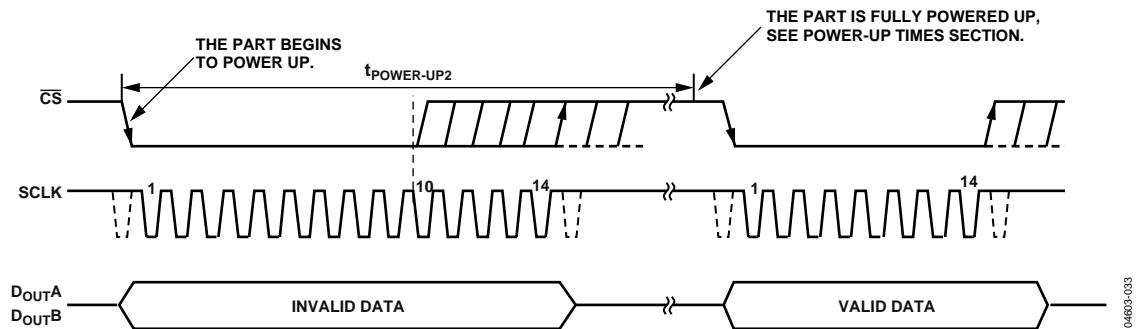 THE PART BEGINS
TO POWER UP.
tPOWER-UP2
THE PART IS FULLY POWERED UP,
SEE POWER-UP TIMES SECTION.
CS
SCLK
1
10
14
1
14
DOUTA
DOUTB
INVALID DATA
VALID DATA
04603-033